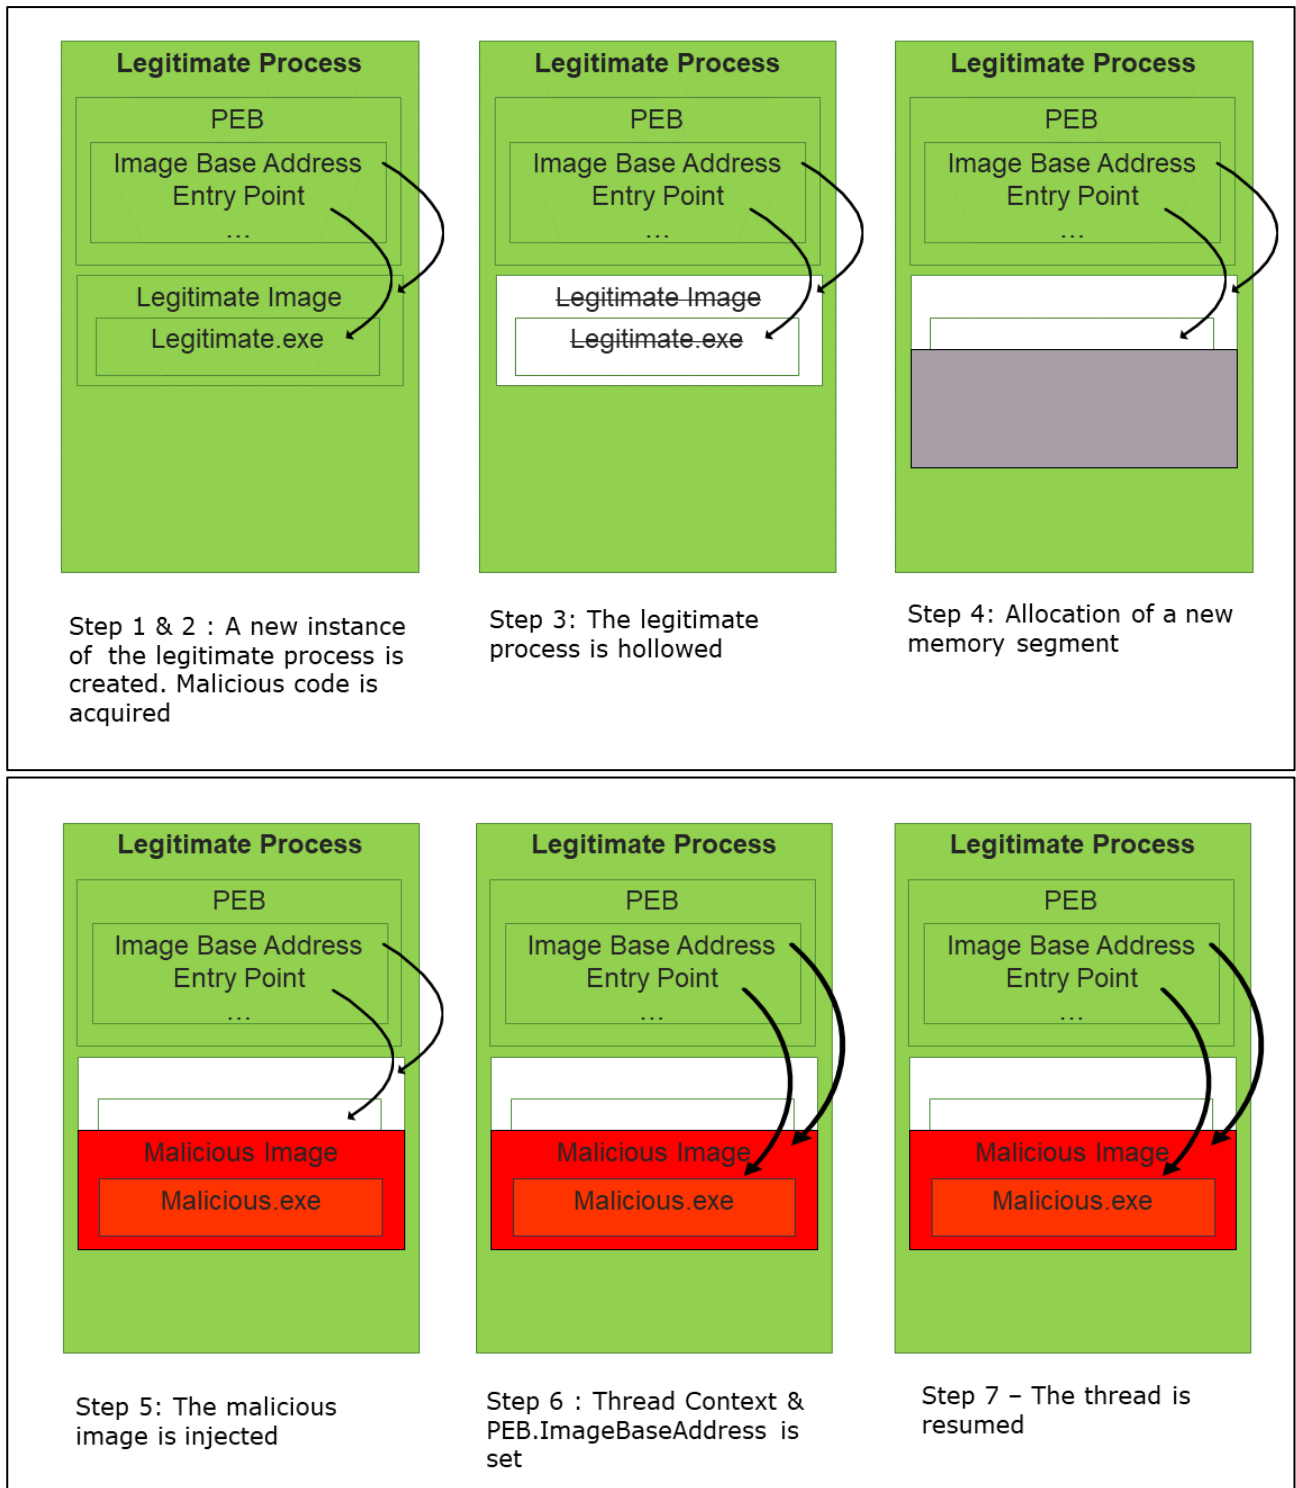 Legitimate Process
PEB
Image Base Address
Entry Point
...
Legitimate Image
Legitimate.exe
Step 1 & 2 : A new instance
of the legitimate process is
created. Malicious code is
acquired
Legitimate Process
PEB
Image Base Address
Entry Point
...
Legitimate Image
Legitimate.exe
Step 3: The legitimate
process is hollowed
Legitimate Process
PEB
Image Base Address
Entry Point
...
Step 4: Allocation of a new
memory segment
Legitimate Process
PEB
Image Base Address
Entry Point
...
Malicious Image
Malicious.exe
Step 5: The malicious
image is injected
Legitimate Process
PEB
Image Base Address
Entry Point
...
Malicious Image
Malicious.exe
Step 6 : Thread Context &
PEB.ImageBaseAddress is
set
Legitimate Process
PEB
Image Base Address
Entry Point
...
Malicious Image
Malicious.exe
Step 7 – The thread is
resumed